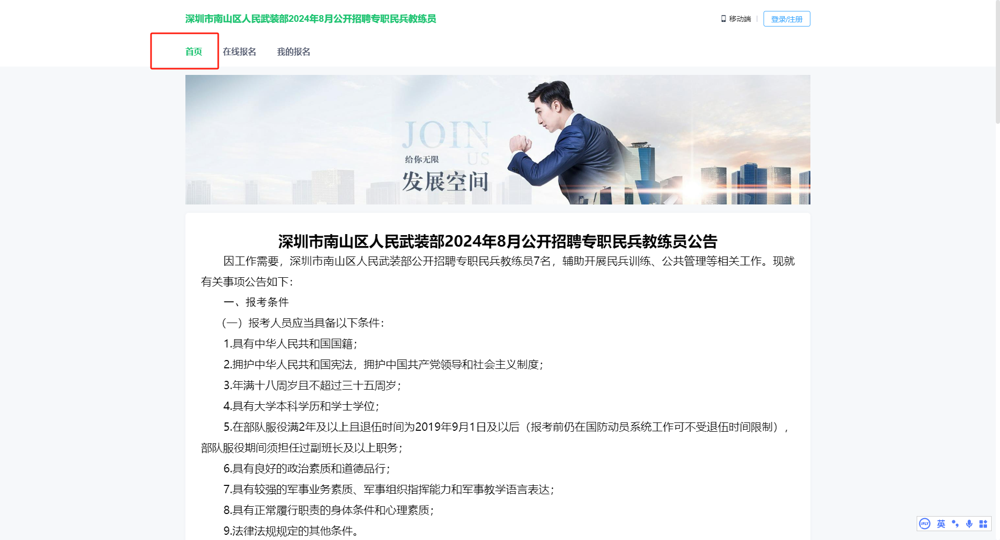 深圳市南山区人民武装部2024年8月公开招聘专职民兵教练员
移动端
登录/注册
首页
在线报名
我的报名
JOIN
US
给你无限
发展空间
深圳市南山区人民武装部2024年8月公开招聘专职民兵教练员公告
因工作需要，深圳市南山区人民武装部公开招聘专职民兵教练员7名，辅助开展民兵训练、公共管理等相关工作。现就
有关事项公告如下：
一、报考条件
（一）报考人员应当具备以下条件：
1.具有中华人民共和国国籍；
2.拥护中华人民共和国宪法，拥护中国共产党领导和社会主义制度；
3.年满十八周岁且不超过三十五周岁；
4.具有大学本科学历和学士学位；
5.在部队服役满2年及以上且退伍时间为2019年9月1日及以后（报考前仍在国防动员系统工作可不受退伍时间限制），
部队服役期间须担任过副班长及以上职务；
6.具有良好的政治素质和道德品行；
7.具有较强的军事业务素质、军事组织指挥能力和军事教学语言表达；
8.具有正常履行职责的身体条件和心理素质；
9.法律法规规定的其他条件。
iFLY 英